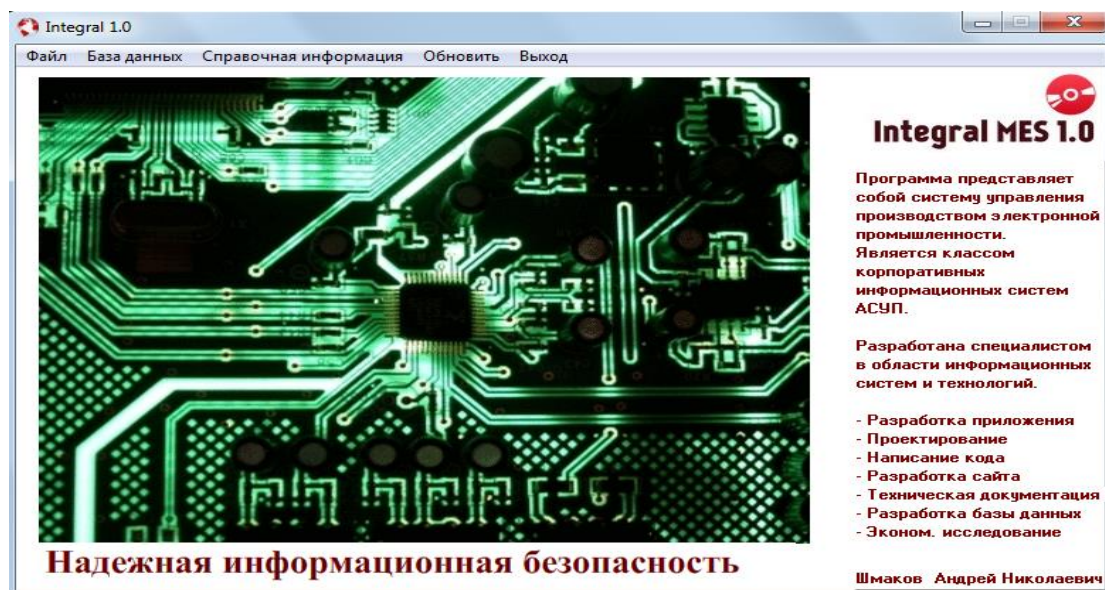 Integral 1.0
Файл База данных Справочная информация Обновить Выход
Integral MES 1.0
Программа представляет
собой систему управления
производством электронной
промышленности.
Является классом
корпоративных
информационных систем
АСУП.
Разработана специалистом
в области информационных
систем и технологий.
- Разработка приложения
- Проектирование
- Написание кода
- Разработка сайта
- Техническая документация
- Разработка базы данных
- Эконом. исследование
Шмаков Андрей Николаевич
Надежная информационная безопасность